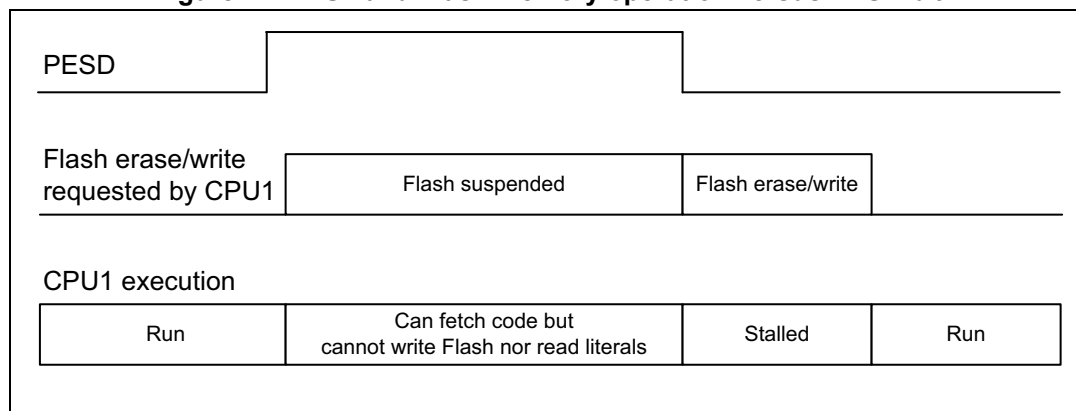 PESD
Flash erase/write
requested by CPU1
Flash suspended
Flash erase/write
CPU1 execution
Run
Can fetch code but
cannot write Flash nor read literals
Stalled
Run